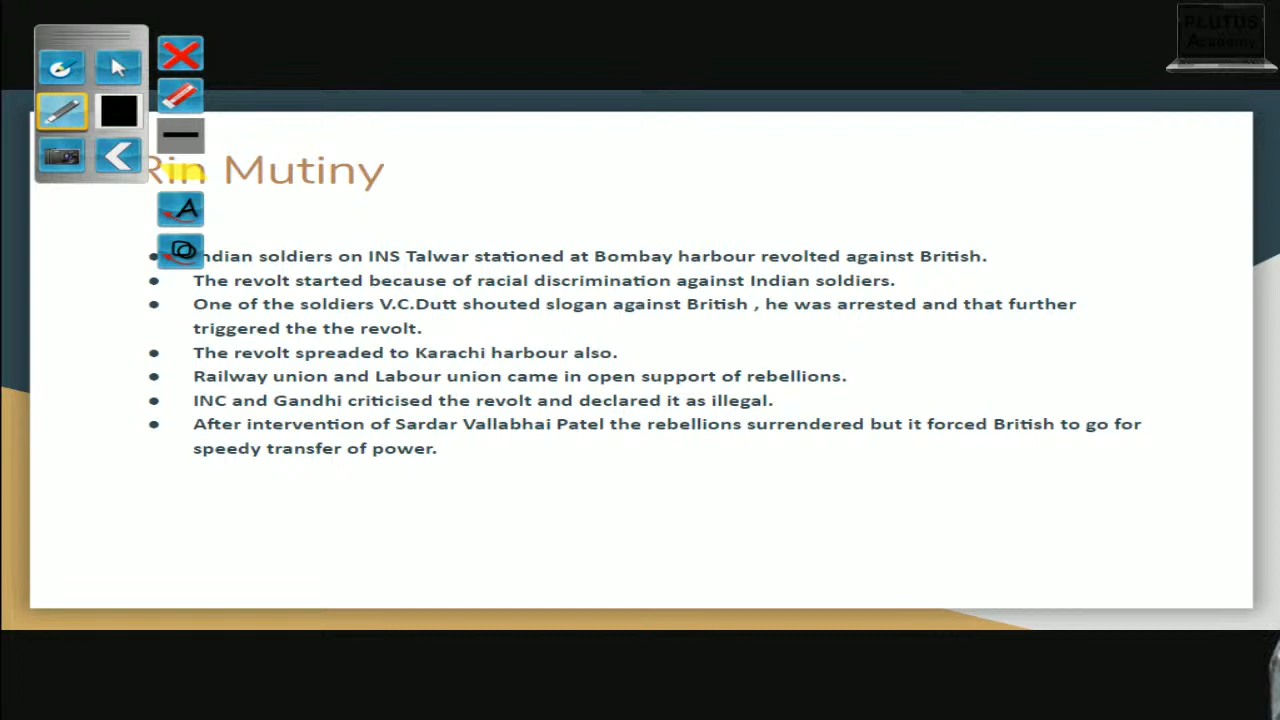 PLUTUS
Academy
Rin Mutiny
● Indian soldiers on INS Talwar stationed at Bombay harbour revolted against British.
● The revolt started because of racial discrimination against Indian soldiers.
● One of the soldiers V.C.Dutt shouted slogan against British , he was arrested and that further
triggered the the revolt.
● The revolt spreaded to Karachi harbour also.
● Railway union and Labour union came in open support of rebellions.
● INC and Gandhi criticised the revolt and declared it as illegal.
● After intervention of Sardar Vallabhai Patel the rebellions surrendered but it forced British to go for
speedy transfer of power.